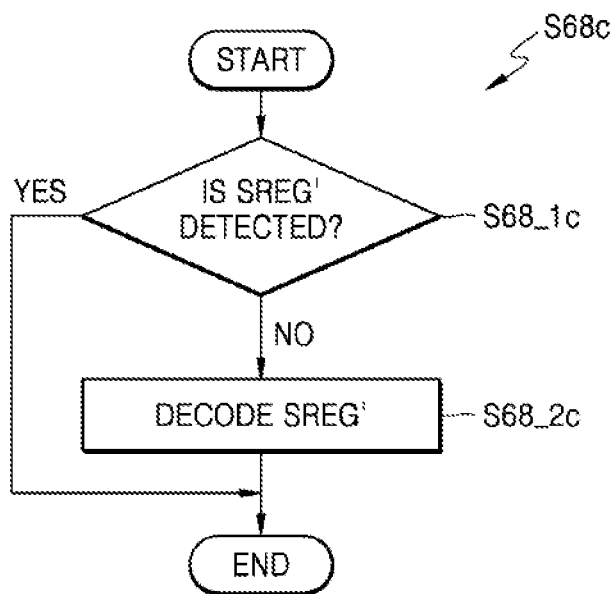 S68c
START
YES
IS SREG'
DETECTED?
S68_1c
NO
DECODE SREG'
S68_2c
END